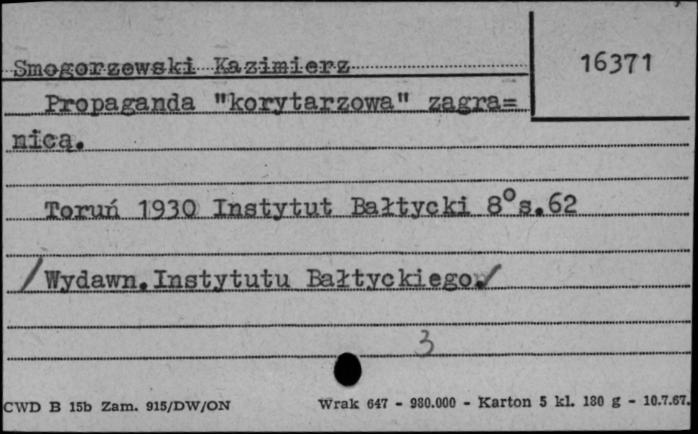 16371
Smogorzewski Kazimierz
Propaganda "korytarzowa" zagra=
nicą.
Toruń 1930 Instytut Bałtycki 8° s.62
/Wydawn.Instytutu Bałtyckiego./
3
CWD B 15b Zam. 915/DW/ON Wrak 647 - 980.000 - Karton 5 kl. 180 g - 10.7.67.